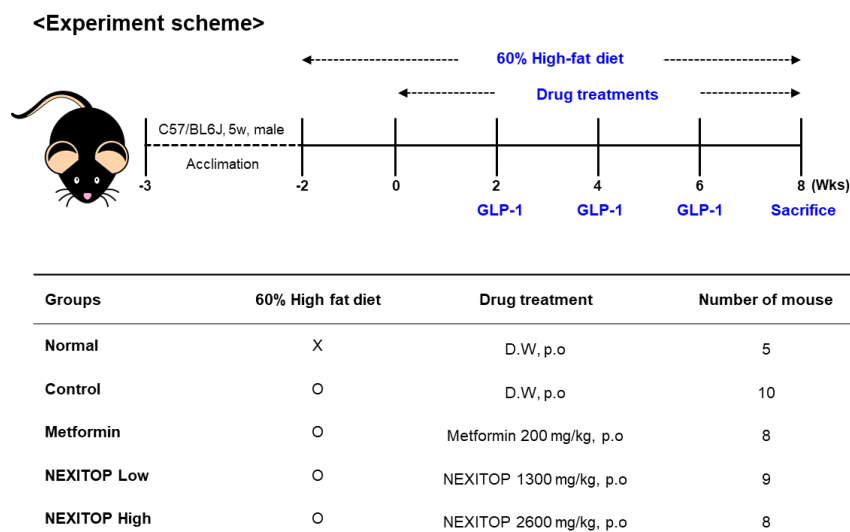 <Experiment scheme>
60% High-fat diet
Drug treatments
C57/BL6J, 5w, male
Acclimation
-3 -2 0 2 4 6 8 (Wks)
GLP-1 GLP-1 GLP-1 Sacrifice
Groups 60% High fat diet Drug treatment Number of mouse
Normal X D.W, p.o 5
Control O D.W, p.o 10
Metformin O Metformin 200 mg/kg, p.o 8
NEXITOP Low O NEXITOP 1300 mg/kg, p.o 9
NEXITOP High O NEXITOP 2600 mg/kg, p.o 8